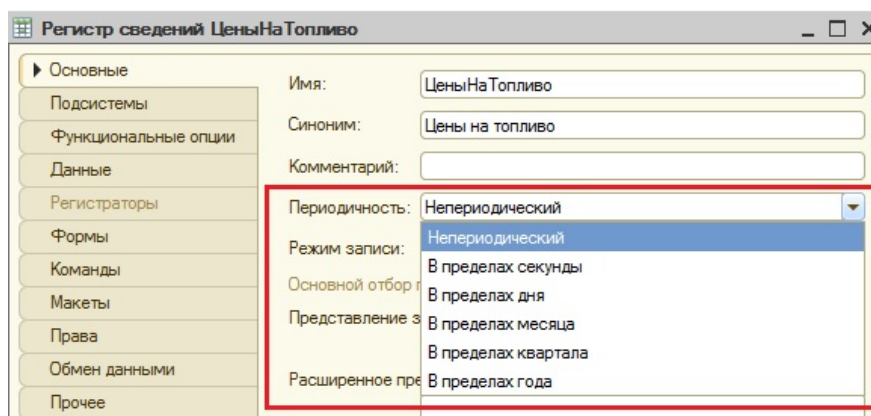 Регистр сведений ЦеныНаТопливо
Основные
Подсистемы
Функциональные опции
Данные
Регистраторы
Формы
Команды
Макеты
Права
Обмен данными
Прочее
Имя: ЦеныНаТопливо
Синоним: Цены на топливо
Комментарий:
Периодичность: Непериодический
Режим записи: Непериодический
В пределах секунды
Основной отбор
В пределах дня
Представление
В пределах месяца
В пределах квартала
Расширенное
В пределах года